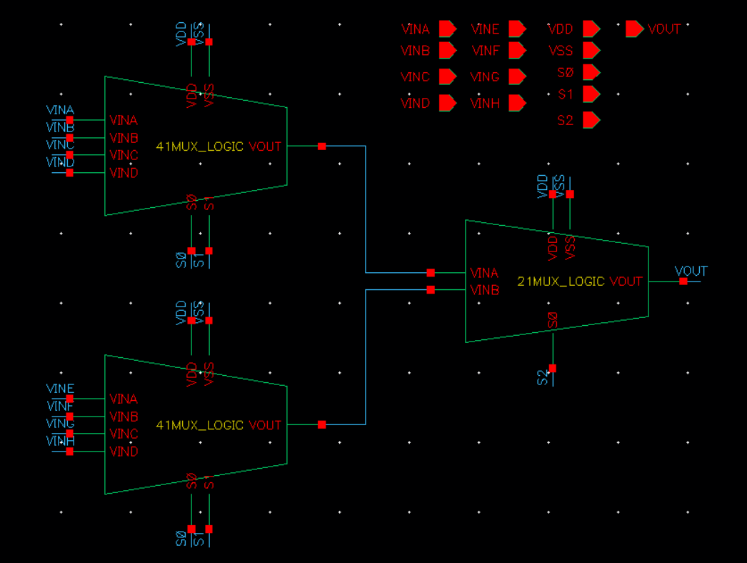 VINA VINE VDD VOUT
VINB VINF VSS
VINC VING S0
S1
VIND VINH
S2
VDD VSS
VDD VSS
VINA
VINA
VINB
VINB
VINC
VINC
VIND
VIND
41MUX_LOGIC VOUT
S0 S1
S0 S1
VDD VSS
VDD VSS
VINA
VINB
21MUX_LOGIC VOUT
VOUT
S0
S2
VDD VSS
VDD VSS
VINE
VINA
VINF
VINB
VING
VINC
VINH
VIND
41MUX_LOGIC VOUT
S0 S1
S0 S1